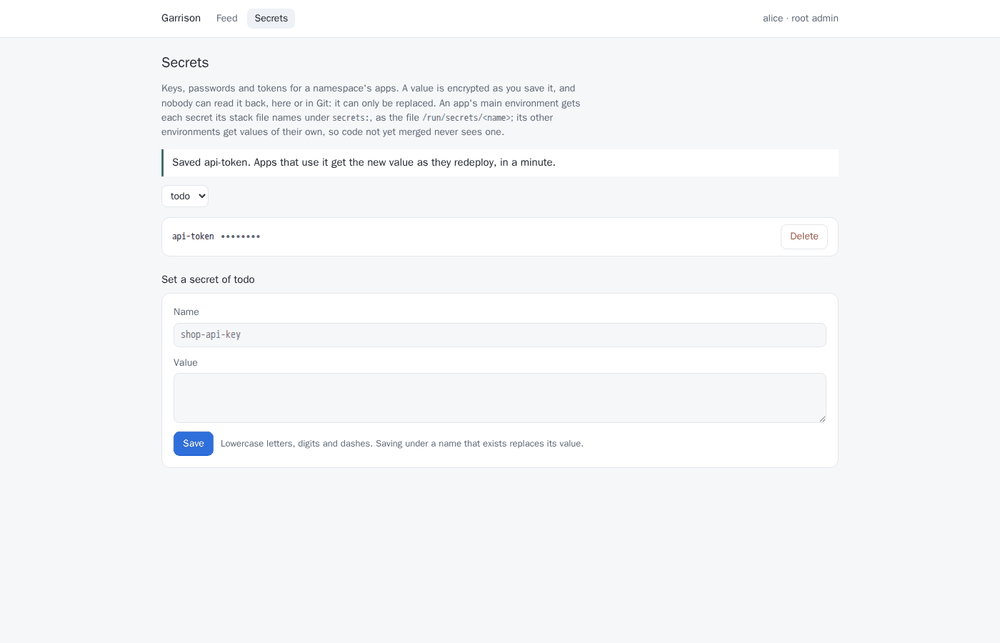 Garrison Feed Secrets alice · root admin
Secrets
Keys, passwords and tokens for a namespace's apps. A value is encrypted as you save it, and
nobody can read it back, here or in Git: it can only be replaced. An app's main environment gets
each secret its stack file names under secrets:, as the file /run/secrets/<name>; its other
environments get values of their own, so code not yet merged never sees one.
Saved api-token. Apps that use it get the new value as they redeploy, in a minute.
todo
api-token •••••••• Delete
Set a secret of todo
Name
shop-api-key
Value
Save Lowercase letters, digits and dashes. Saving under a name that exists replaces its value.